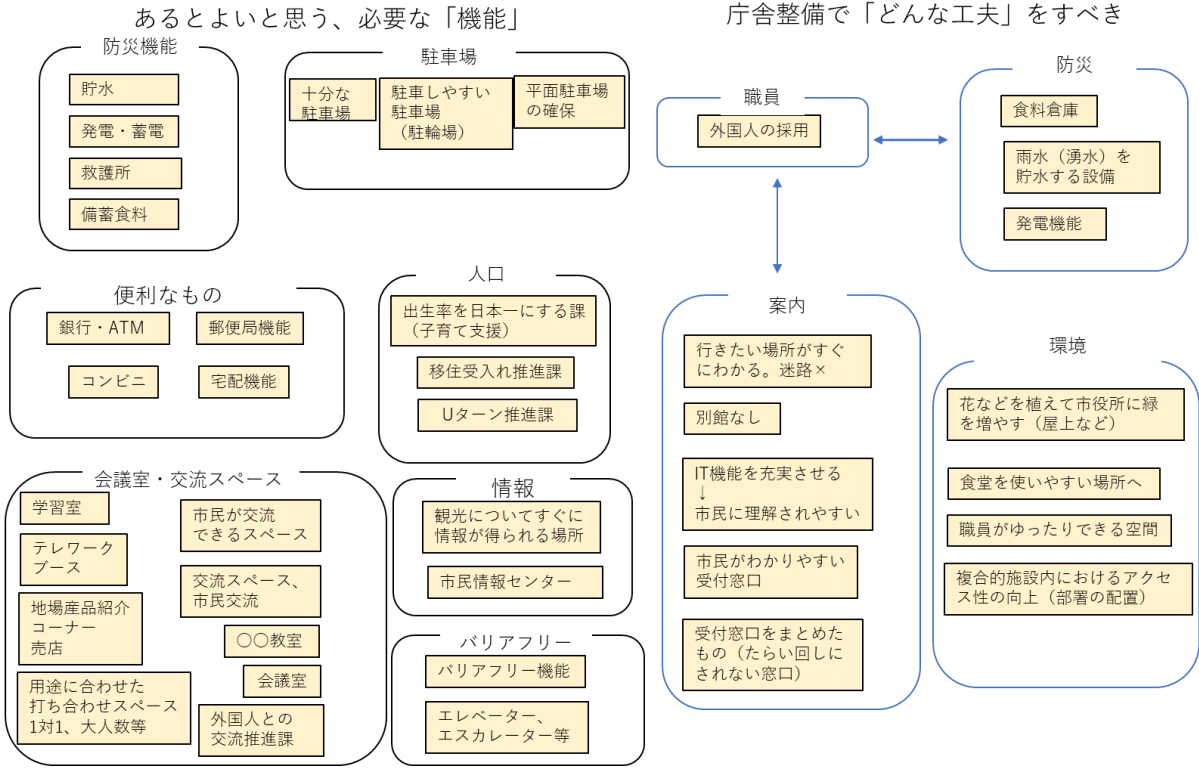 あるとよいと思う、必要な「機能」
防災機能
貯水
発電・蓄電
救護所
備蓄食料
駐車場
十分な
駐車場
駐車しやすい
駐車場
（駐輪場）
平面駐車場
の確保
便利なもの
銀行・ATM
郵便局機能
コンビニ
宅配機能
人口
出生率を日本一にする課
（子育て支援）
移住受入れ推進課
Uターン推進課
会議室・交流スペース
学習室
テレワーク
ブース
地場産品紹介
コーナー
売店
用途に合わせた
打ち合わせスペース
1対1、大人数等
市民が交流
できるスペース
交流スペース、
市民交流
〇〇教室
会議室
外国人との
交流推進課
情報
観光についてすぐに
情報が得られる場所
市民情報センター
バリアフリー
バリアフリー機能
エレベーター、
エスカレーター等
庁舎整備で「どんな工夫」をすべき
職員
外国人の採用
防災
食料倉庫
雨水（湧水）を
貯水する設備
発電機能
案内
行きたい場所がすぐ
にわかる。迷路×
別館なし
IT機能を充実させる
↓
市民に理解されやすい
市民がわかりやすい
受付窓口
受付窓口をまとめた
もの（たらい回しに
されない窓口）
環境
花などを植えて市役所に緑
を増やす（屋上など）
食堂を使いやすい場所へ
職員がゆったりできる空間
複合的施設内におけるアクセ
ス性の向上（部署の配置）